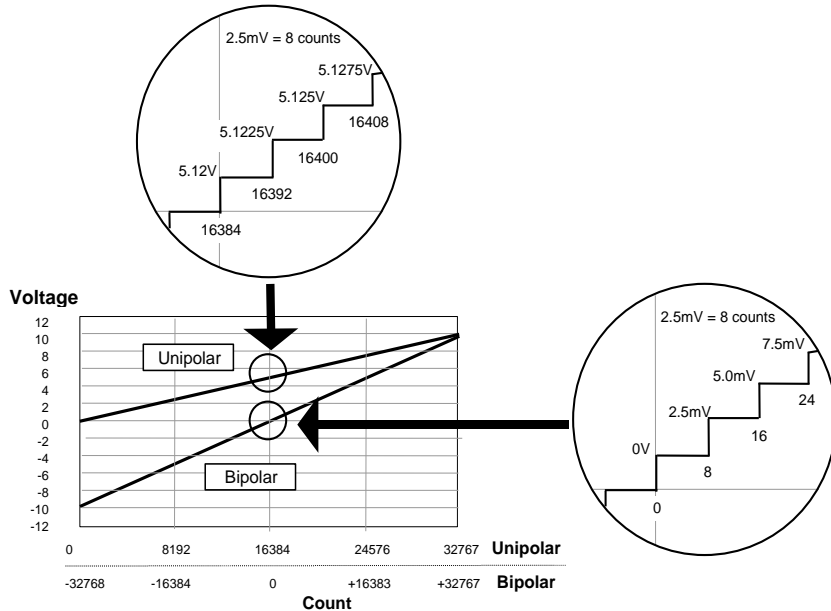 2.5mV = 8 counts
5.1275V
5.125V
16408
5.1225V
16400
5.12V
16392
16384
Voltage
12
10
8
6
4
2
0
-2
-4
-6
-8
-10
-12
Unipolar
Bipolar
2.5mV = 8 counts
7.5mV
5.0mV
24
2.5mV
16
0V
8
0
0 8192 16384 24576 32767 Unipolar
-32768 -16384 0 +16383 +32767 Bipolar
Count